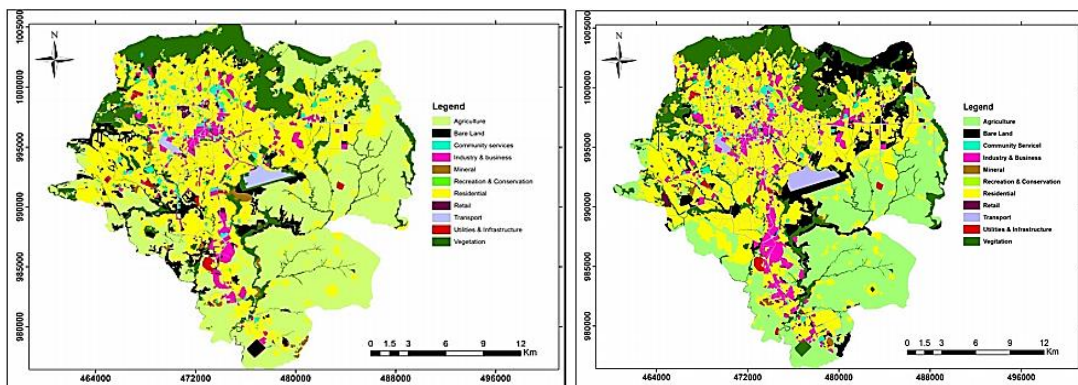 1005000
1000000
995000
990000
985000
980000
N
Legend
Agriculture
Bare Land
Community services
Industry & business
Mineral
Recreation & Conservation
Residential
Retail
Transport
Utilities & Infrastructure
Vegetation
0 1.5 3 6 9 12
Km
464000 472000 480000 488000 496000
1005000
1000000
995000
990000
985000
980000
N
Legend
Agriculture
Bare Land
Community Servicel
Industry & Business
Mineral
Recreation & Conservation
Residential
Retail
Transport
Utilities & Infrastructure
Vegitation
0 1.5 3 6 9 12
Km
464000 472000 480000 488000 496000